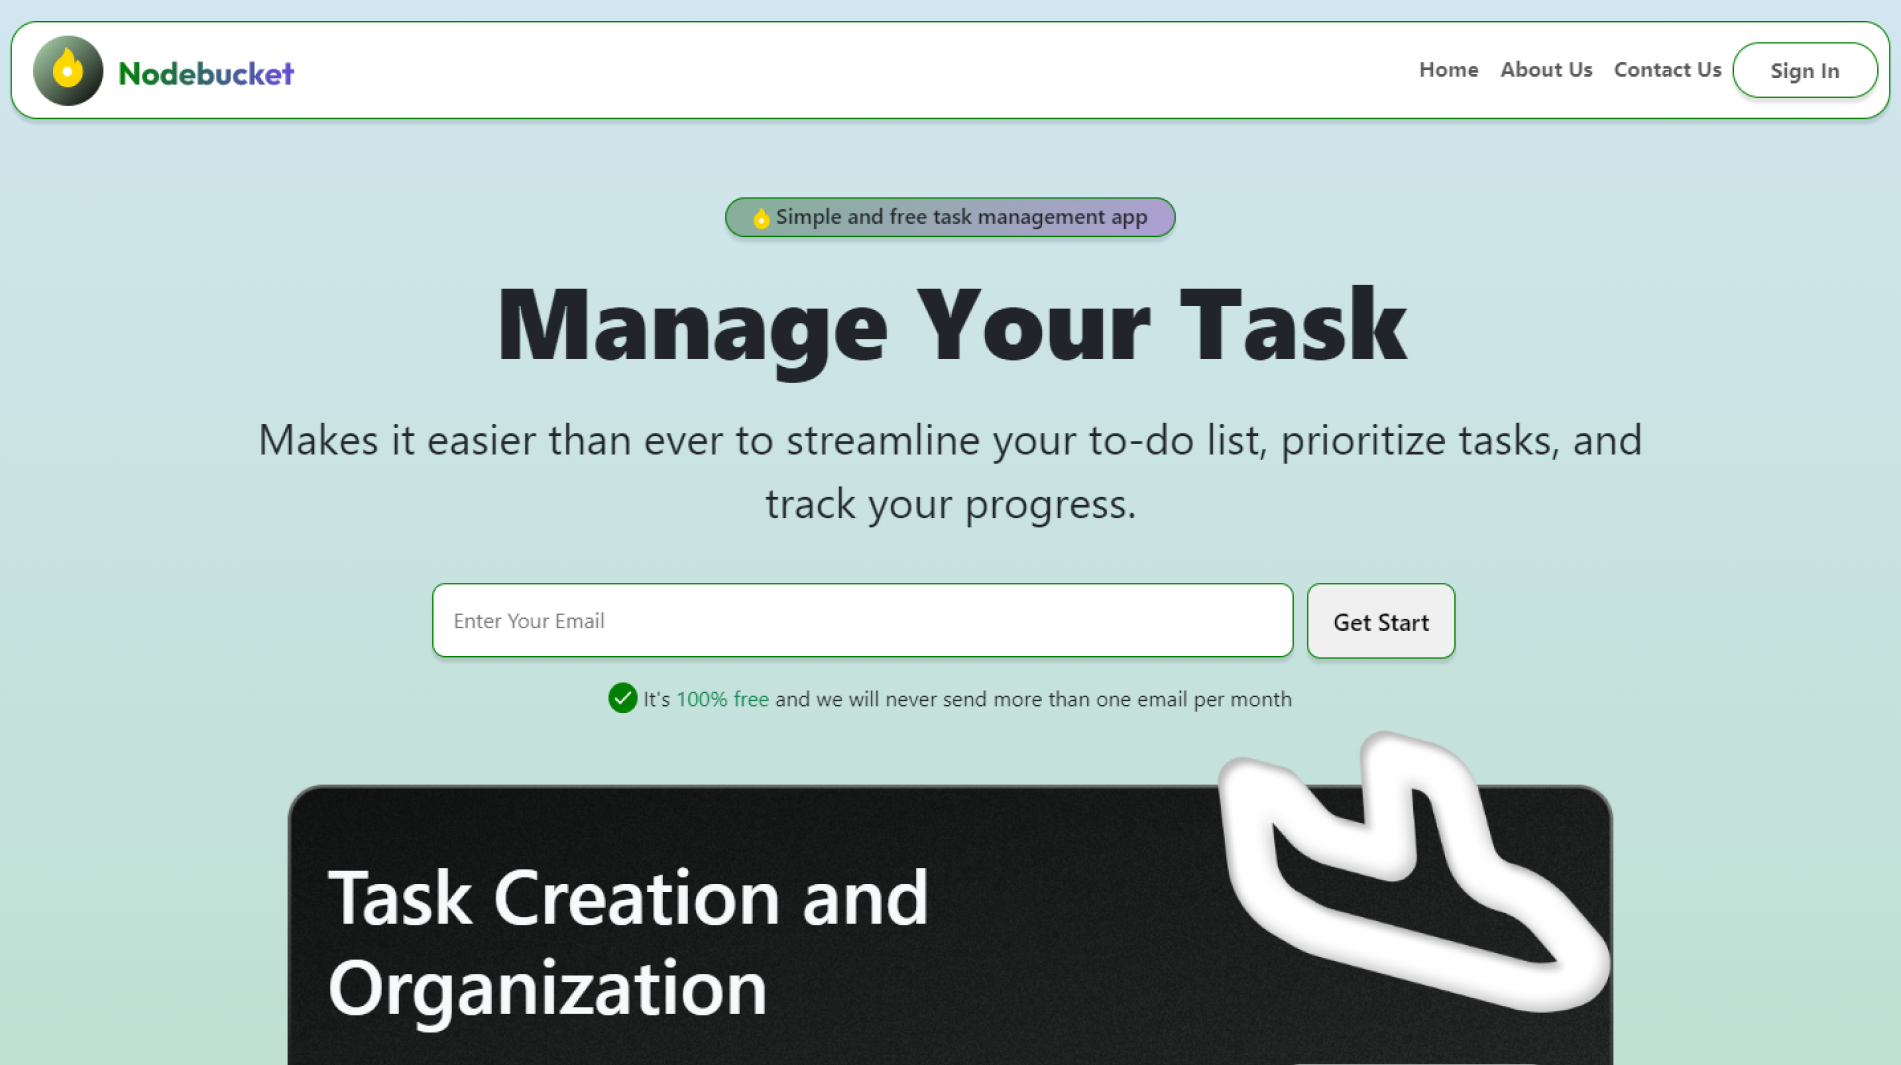 Nodebucket
Home About Us Contact Us Sign In
Simple and free task management app
Manage Your Task
Makes it easier than ever to streamline your to-do list, prioritize tasks, and
track your progress.
Enter Your Email
Get Start
It's 100% free and we will never send more than one email per month
Task Creation and
Organization